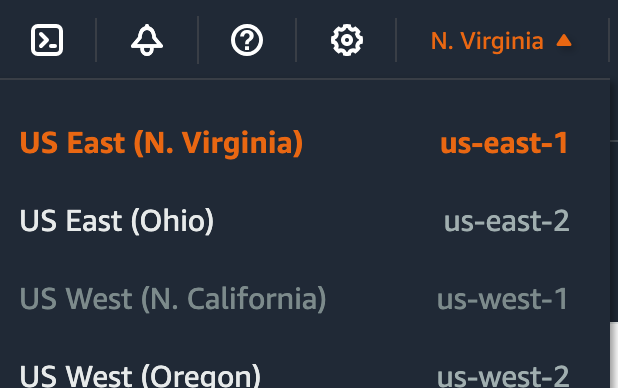 N. Virginia ▲
US East (N. Virginia) us-east-1
US East (Ohio) us-east-2
US West (N. California) us-west-1
US West (Oregon) us-west-2